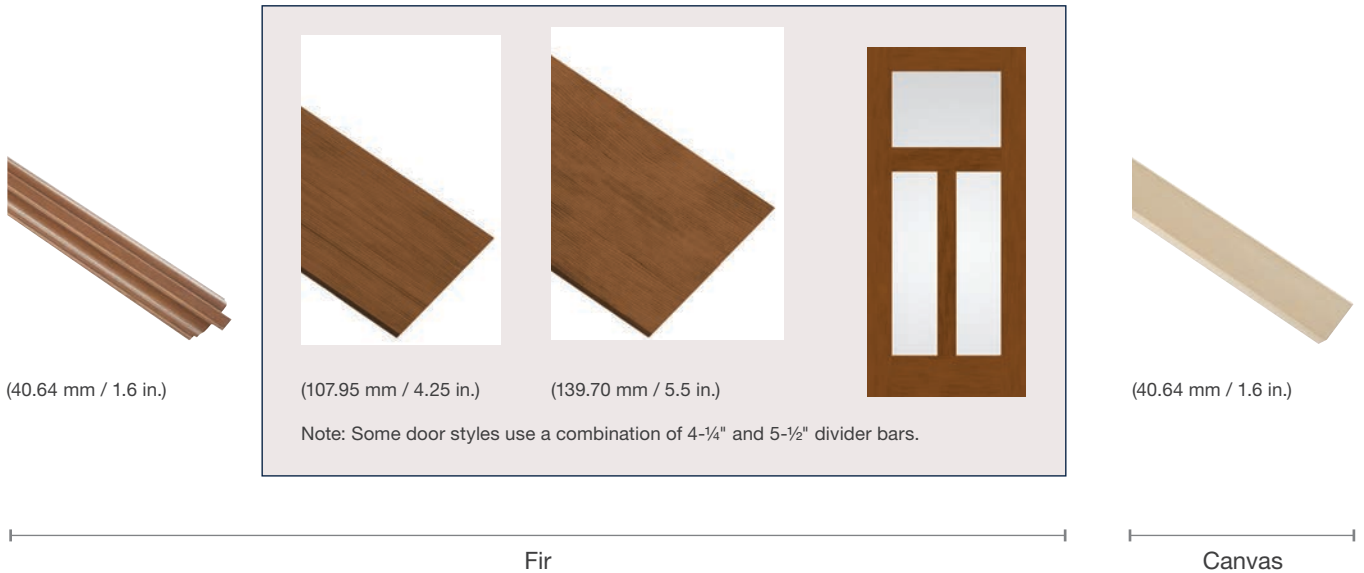 (40.64 mm / 1.6 in.)
(107.95 mm / 4.25 in.)
(139.70 mm / 5.5 in.)
(40.64 mm / 1.6 in.)
Note: Some door styles use a combination of 4-¼" and 5-½" divider bars.
Fir
Canvas